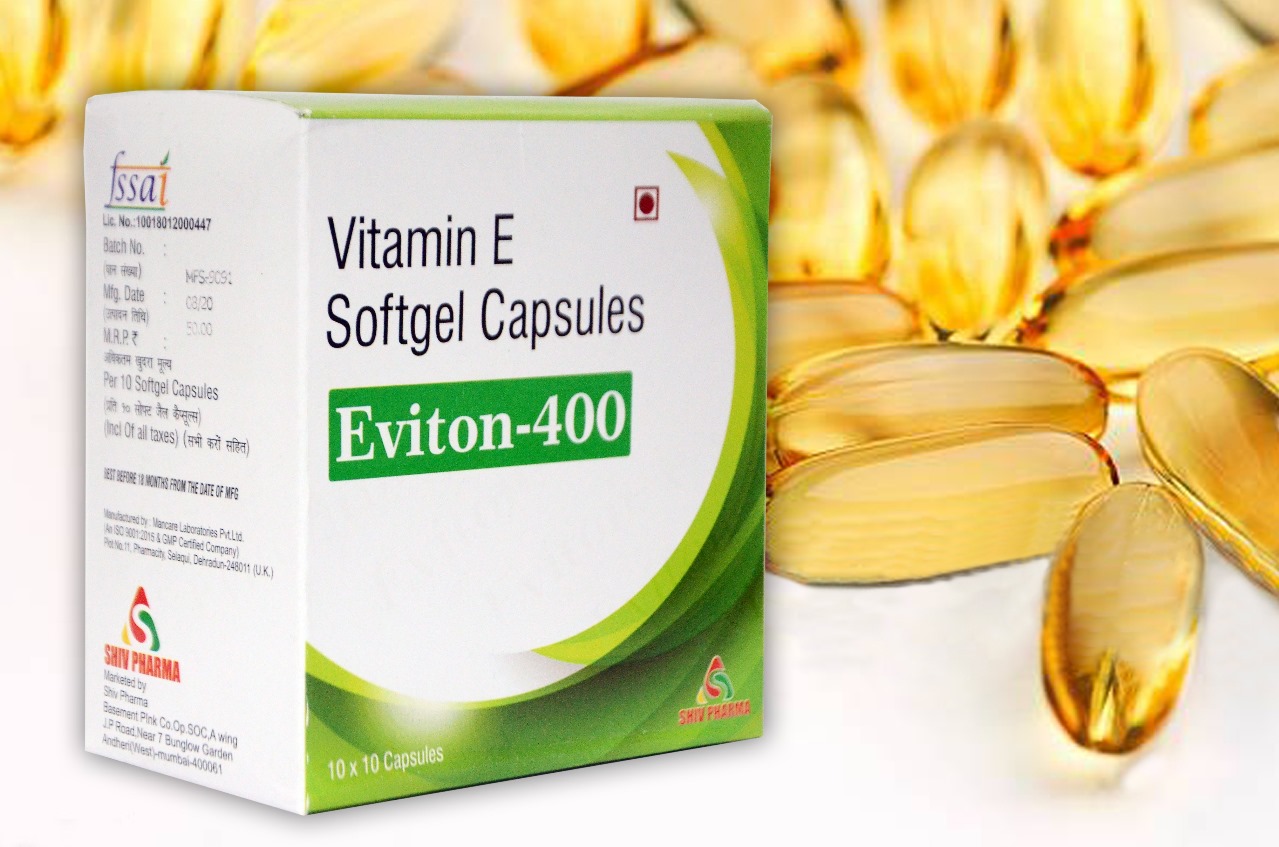 fssai
Lic. No.:10018012000447
Batch No. :
(घान संख्या)
MFS-9091
Mfg. Date :
(उत्पादन तिथि)
08/20
M.R.P. ₹ :
50.00
अधिकतम खुदरा मूल्य
Per 10 Softgel Capsules
(प्रति १० सोफ्ट जैल कैप्सूल्स)
(Incl Of all taxes) (सभी करों सहित)
BEST BEFORE 18 MONTHS FROM THE DATE OF MFG
Manufactured by : Mancare Laboratories Pvt.Ltd.
(An ISO 9001:2015 & GMP Certified Company)
Plot No.11, Pharmacity, Selaqui, Dehradun-248011 (U.K.)
SHIV PHARMA
Marketed by
Shiv Pharma
Basement Pink Co.Op.SOC,A wing
J.P Road,Near 7 Bunglow Garden
Andheri(West)-mumbai-400061
Vitamin E
Softgel Capsules
Eviton-400
10 x 10 Capsules
SHIV PHARMA